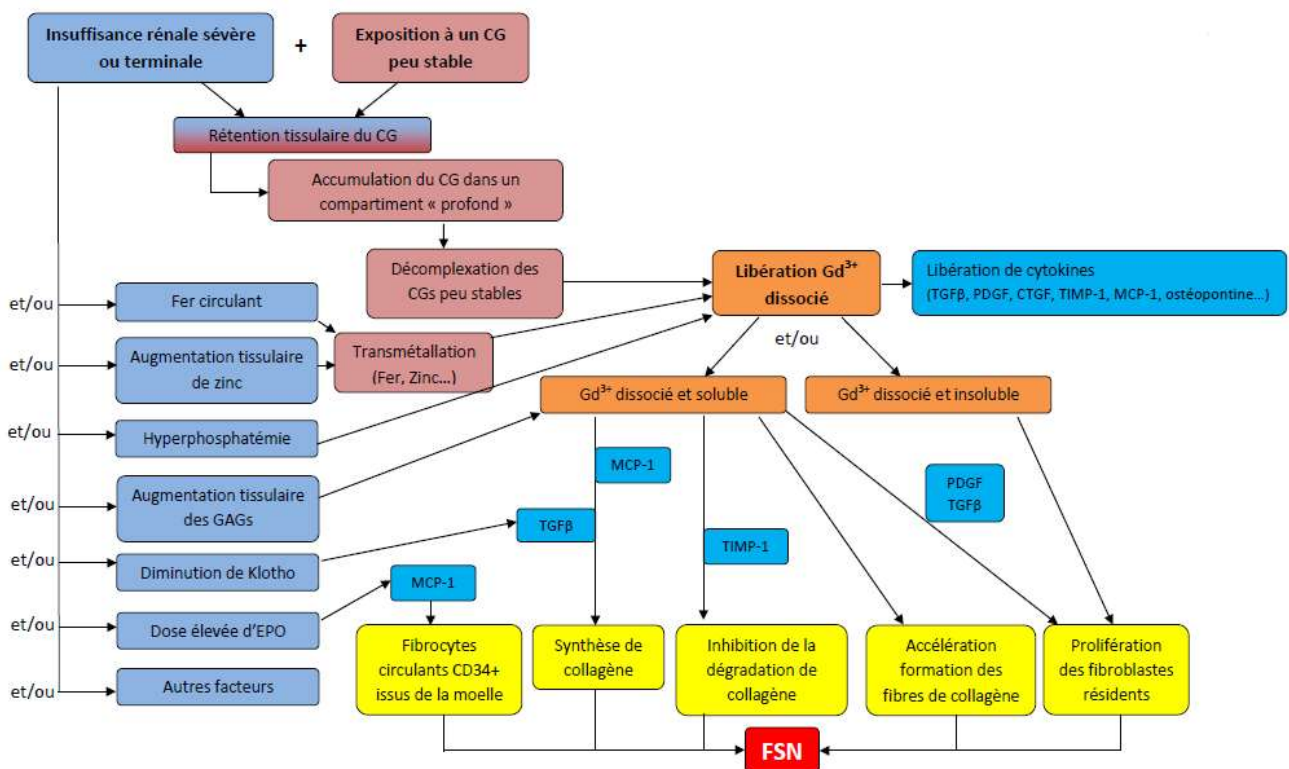 Insuffisance rénale sévère
ou terminale
+
Exposition à un CG
peu stable
Rétention tissulaire du CG
Accumulation du CG dans un
compartiment « profond »
Décomplexation des
CGs peu stables
Libération Gd³⁺
dissocié
Libération de cytokines
(TGFβ, PDGF, CTGF, TIMP-1, MCP-1, ostéopontine…)
et/ou
Fer circulant
et/ou
Augmentation tissulaire
de zinc
Transmétallation
(Fer, Zinc…)
et/ou
Gd³⁺ dissocié et soluble
Gd³⁺ dissocié et insoluble
et/ou
Hyperphosphatémie
MCP-1
et/ou
Augmentation tissulaire
des GAGs
PDGF
TGFβ
TGFβ
TIMP-1
et/ou
Diminution de Klotho
MCP-1
et/ou
Dose élevée d’EPO
et/ou
Autres facteurs
Fibrocytes
circulants CD34+
issus de la moelle
Synthèse de
collagène
Inhibition de la
dégradation de
collagène
Accélération
formation des
fibres de collagène
Prolifération
des fibroblastes
résidents
FSN